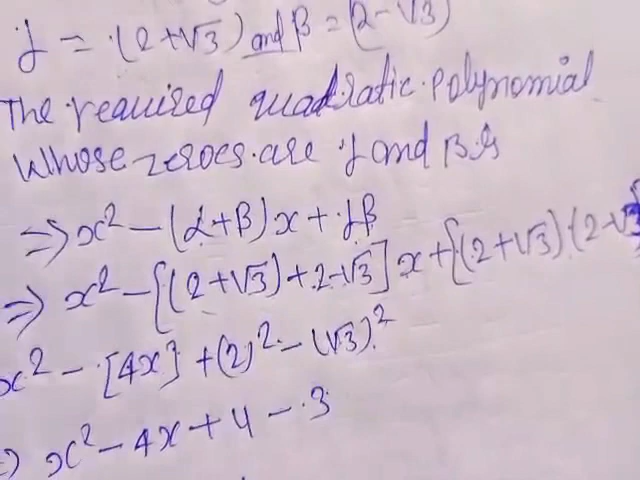 α = (2+√3) and β = (2-√3)
The required quadratic polynomial
whose zeroes are α and β is
⇒ x² - (α+β)x + αβ
⇒ x² - [(2+√3) + 2-√3] x + [(2+√3) (2-√3
x² - [4x] + (2)² - (√3)²
⇒ x² - 4x + 4 - 3